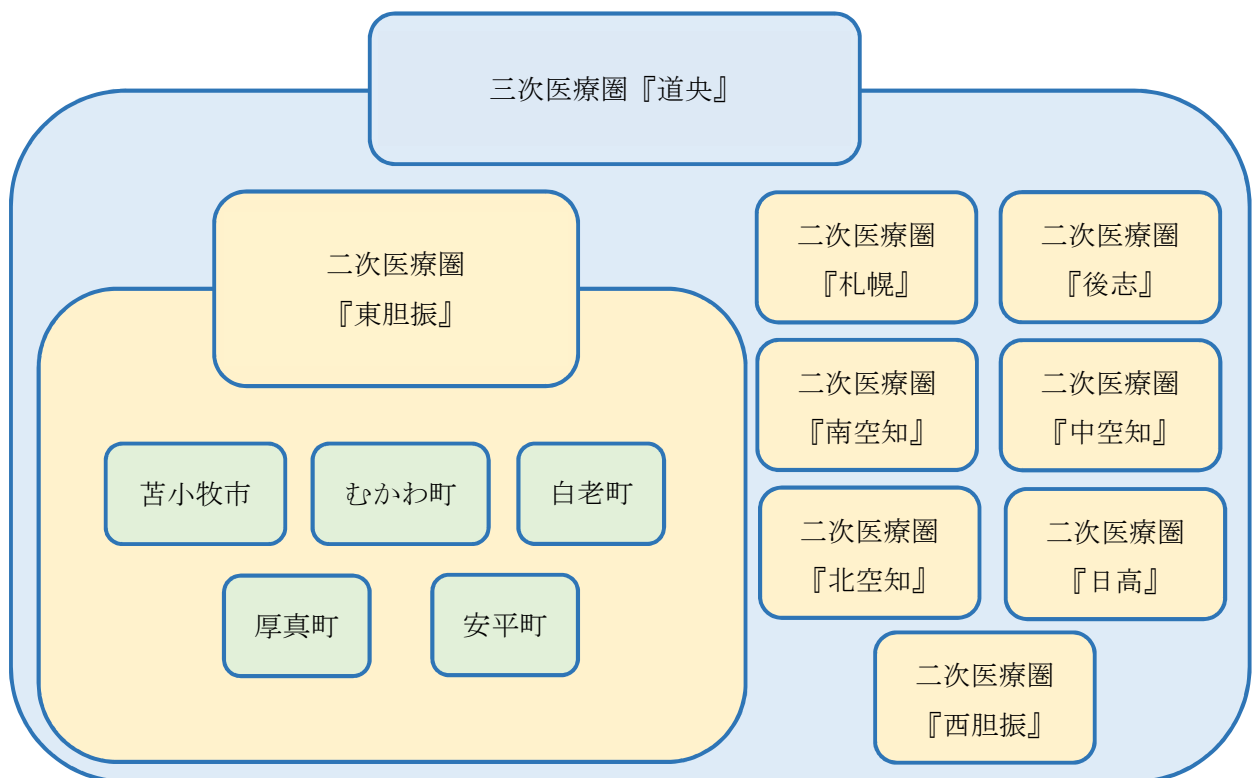 三次医療圏『道央』
二次医療圏
『東胆振』
苫小牧市
むかわ町
白老町
厚真町
安平町
二次医療圏
『札幌』
二次医療圏
『後志』
二次医療圏
『南空知』
二次医療圏
『中空知』
二次医療圏
『北空知』
二次医療圏
『日高』
二次医療圏
『西胆振』